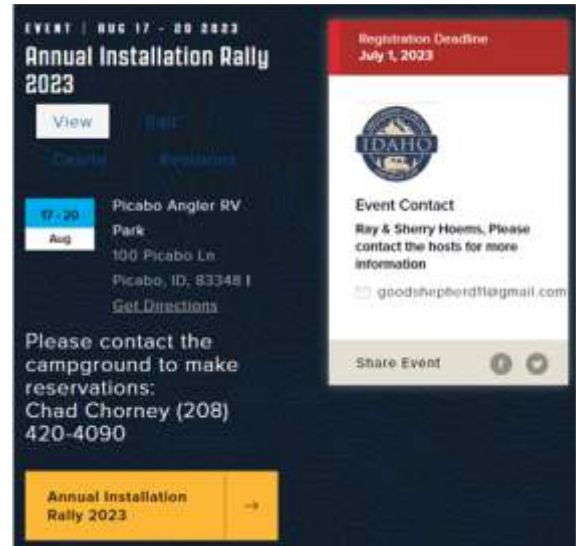 EVENT | AUG 17 - 20 2023
Annual Installation Rally
2023
View Edit
Delete Revisions
17 - 20
Aug
Picabo Angler RV
Park
100 Picabo Ln
Picabo, ID, 83348
Get Directions
Please contact the
campground to make
reservations:
Chad Chorney (208)
420-4090
Annual Installation
Rally 2023
Registration Deadline
July 1, 2023
IDAHO
Event Contact
Ray & Sherry Hoems, Please
contact the hosts for more
information
Share Event